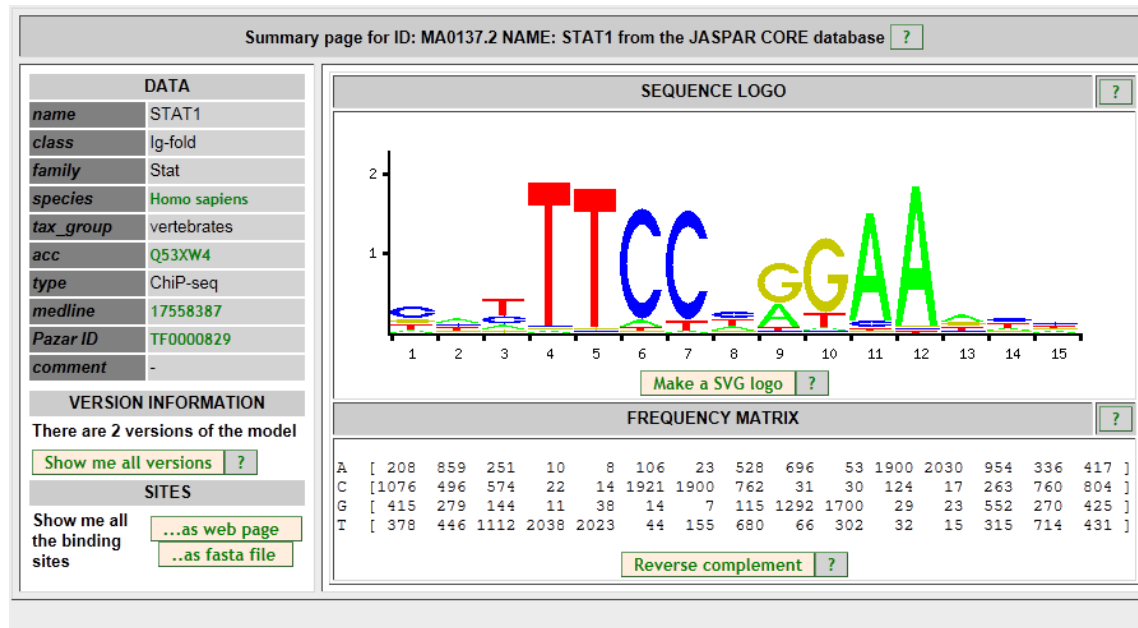 Summary page for ID: MA0137.2 NAME: STAT1 from the JASPAR CORE database ?
DATA
name STAT1
class Ig-fold
family Stat
species Homo sapiens
tax_group vertebrates
acc Q53XW4
type ChiP-seq
medline 17558387
Pazar ID TF0000829
comment -
VERSION INFORMATION
There are 2 versions of the model
Show me all versions ?
SITES
Show me all
the binding
sites
...as web page
..as fasta file
SEQUENCE LOGO ?
2
1
TTCC GGAA
1 2 3 4 5 6 7 8 9 10 11 12 13 14 15
Make a SVG logo ?
FREQUENCY MATRIX ?
A [ 208 859 251 10 8 106 23 528 696 53 1900 2030 954 336 417 ]
C [1076 496 574 22 14 1921 1900 762 31 30 124 17 263 760 804 ]
G [ 415 279 144 11 38 14 7 115 1292 1700 29 23 552 270 425 ]
T [ 378 446 1112 2038 2023 44 155 680 66 302 32 15 315 714 431 ]
Reverse complement ?